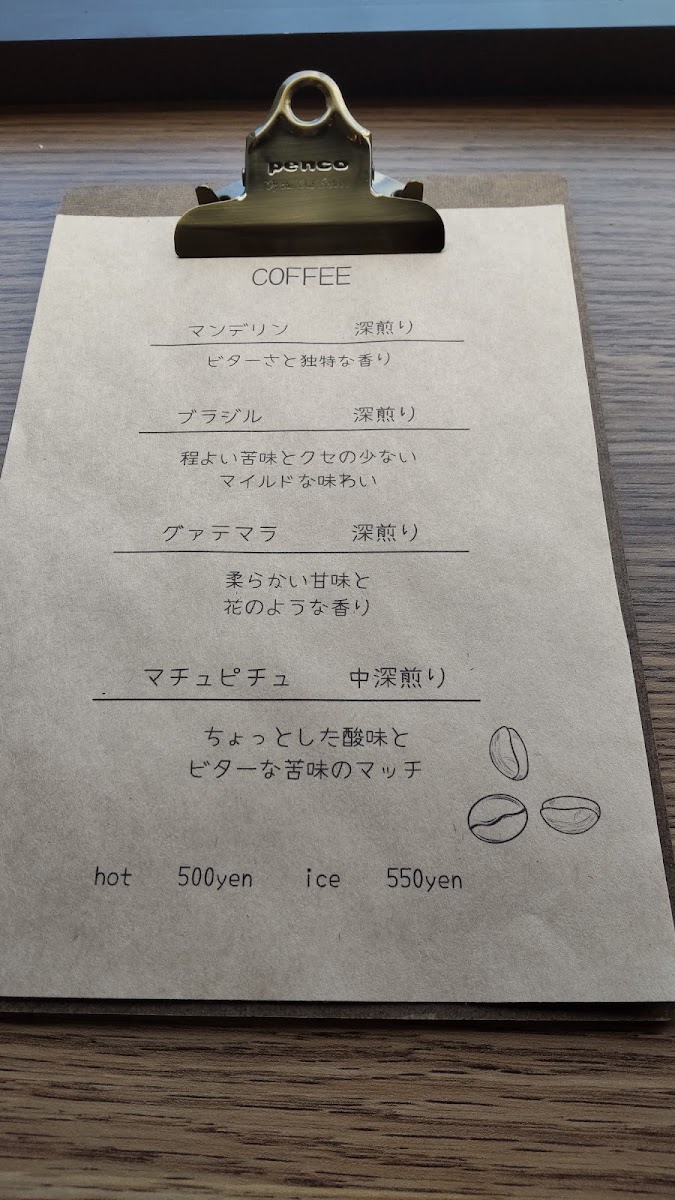 penco
COFFEE
マンデリン 深煎り
ビターさと独特な香り
ブラジル 深煎り
程よい苦味とクセの少ない
マイルドな味わい
グァテマラ 深煎り
柔らかい甘味と
花のような香り
マチュピチュ 中深煎り
ちょっとした酸味と
ビターな苦味のマッチ
hot 500yen ice 550yen